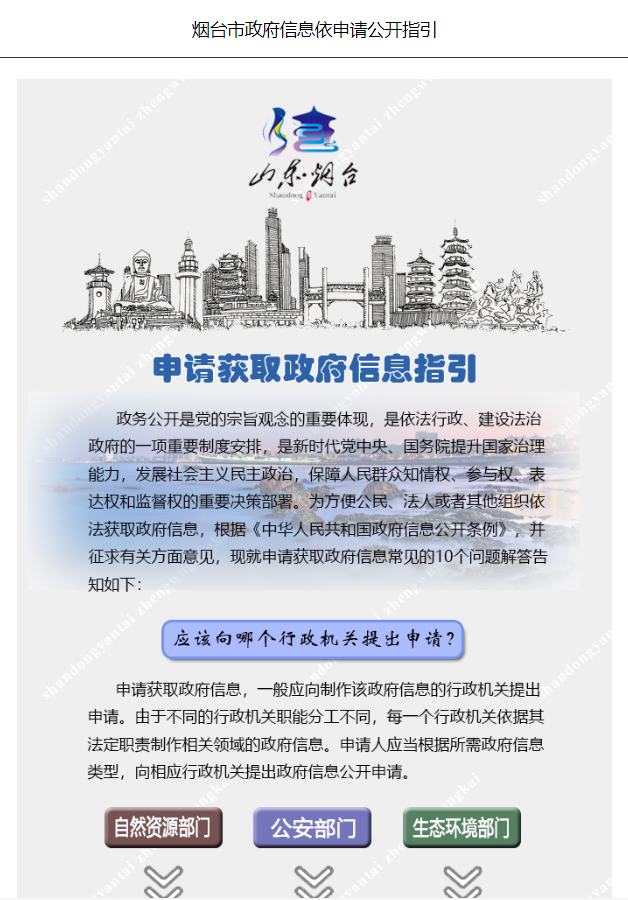 烟台市政府信息依申请公开指引
山东·烟台
Shandong Yantai
申请获取政府信息指引
政务公开是党的宗旨观念的重要体现，是依法行政、建设法治
政府的一项重要制度安排，是新时代党中央、国务院提升国家治理
能力，发展社会主义民主政治，保障人民群众知情权、参与权、表
达权和监督权的重要决策部署。为方便公民、法人或者其他组织依
法获取政府信息，根据《中华人民共和国政府信息公开条例》，并
征求有关方面意见，现就申请获取政府信息常见的10个问题解答告
知如下：
应该向哪个行政机关提出申请？
申请获取政府信息，一般应向制作该政府信息的行政机关提出
申请。由于不同的行政机关职能分工不同，每一个行政机关依据其
法定职责制作相关领域的政府信息。申请人应当根据所需政府信息
类型，向相应行政机关提出政府信息公开申请。
自然资源部门 公安部门 生态环境部门